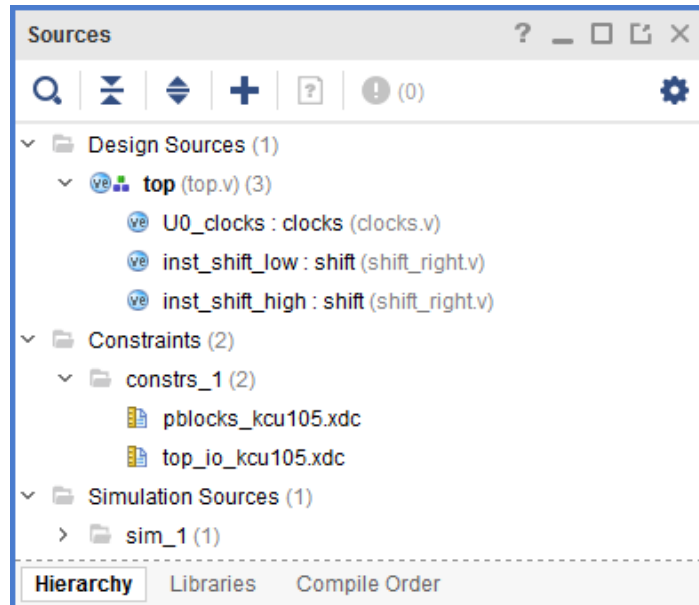 Sources
(0)
Design Sources (1)
top (top.v) (3)
U0_clocks : clocks (clocks.v)
inst_shift_low : shift (shift_right.v)
inst_shift_high : shift (shift_right.v)
Constraints (2)
constrs_1 (2)
pblocks_kcu105.xdc
top_io_kcu105.xdc
Simulation Sources (1)
sim_1 (1)
Hierarchy Libraries Compile Order